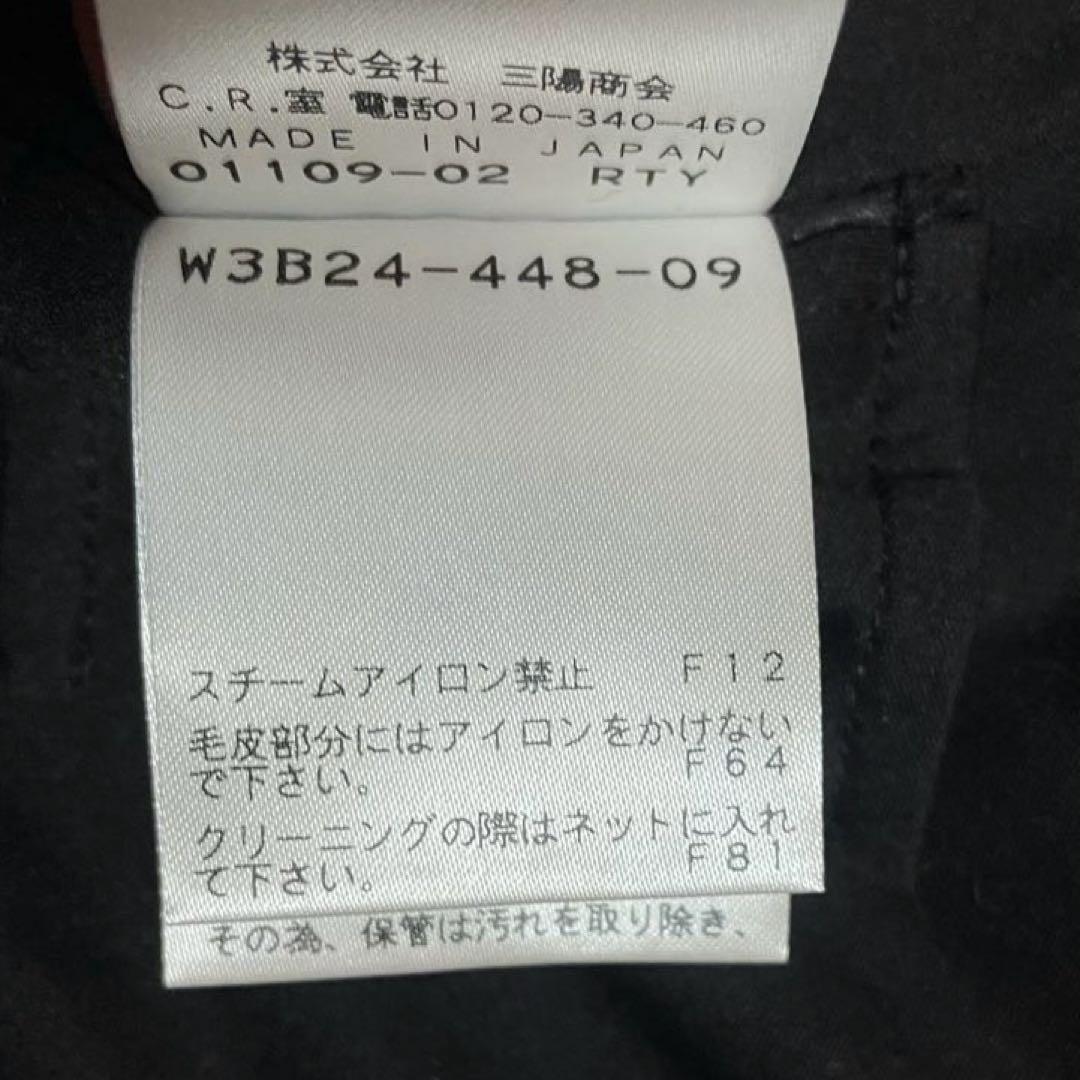 株式会社 三陽商会
C.R.室 電話0120-340-460
MADE IN JAPAN
01109-02 RTY
W3B24-448-09
スチームアイロン禁止 F12
毛皮部分にはアイロンをかけない
で下さい。 F64
クリーニングの際はネットに入れ
て下さい。 F81
その為、保管は汚れを取り除き、